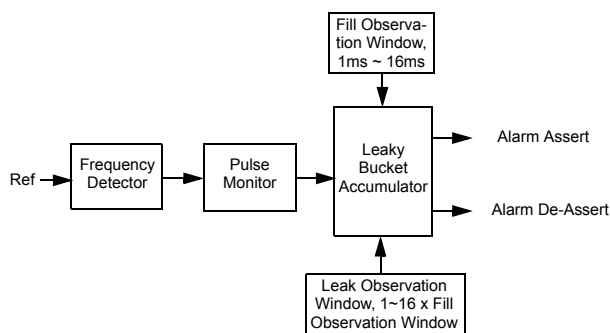 Fill Observa-
tion Window,
1ms ~ 16ms
Ref
Frequency
Detector
Pulse
Monitor
Leaky
Bucket
Accumulator
Alarm Assert
Alarm De-Assert
Leak Observation
Window, 1~16 x Fill
Observation Window